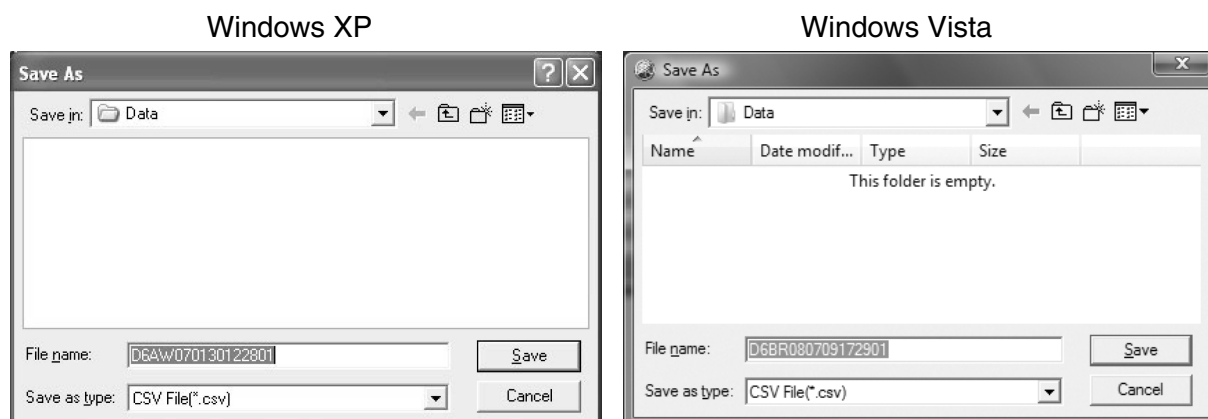 Windows XP
Save As
Save in: Data
File name: D6AW070130122801
Save
Save as type: CSV File(*.csv)
Cancel
Windows Vista
Save As
Save in: Data
Name Date modif... Type Size
This folder is empty.
File name: D6BR080709172901
Save
Save as type: CSV File(*.csv)
Cancel